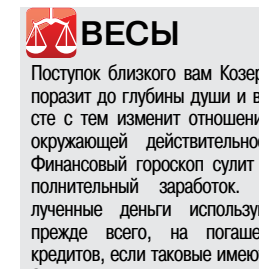 ВЕСЫ
Поступок близкого вам Козер
поразит до глубины души и в
сте с тем изменит отношени
окружающей действительно
Финансовый гороскоп сулит
полнительный заработок.
лученные деньги использу
прежде всего, на погаше
кредитов, если таковые имею